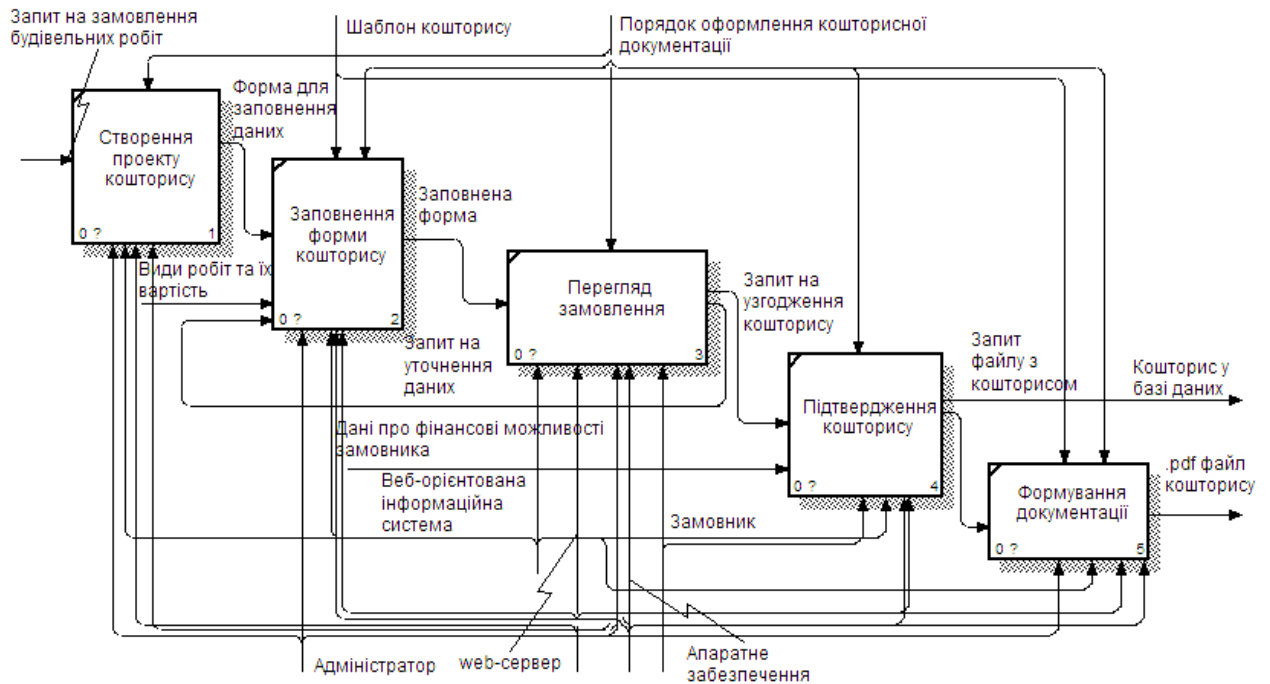 Запит на замовлення
будівельних робіт
Шаблон кошторису
Порядок оформлення кошторисної
документації
Форма для
заповнення
даних
Створення
проекту
кошторису
0 ?
1
Заповнення
форми
кошторису
0 ?
2
Заповнена
форма
Види робіт та їх
вартість
Перегляд
замовлення
0 ?
3
Запит на
узгодження
кошторису
Запит на
уточнення
даних
Запит
файлу з
кошторисом
Кошторис у
базі даних
Підтвердження
кошторису
0 ?
4
Дані про фінансові можливості
замовника
Веб-орієнтована
інформаційна
система
Замовник
Формування
документації
0 ?
5
.pdf файл
кошторису
Адміністратор
web-сервер
Апаратне
забезпечення